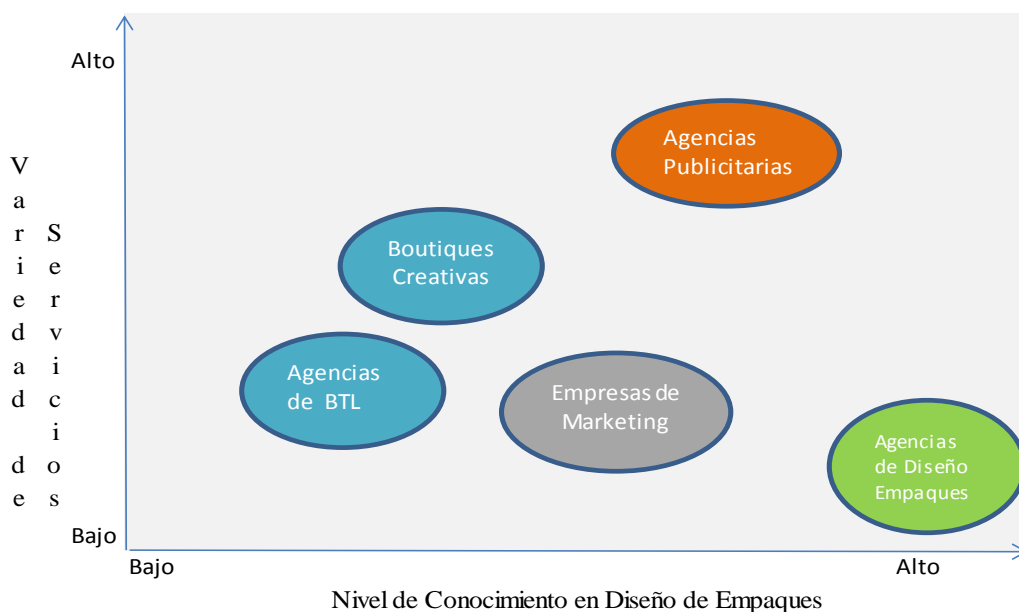 Alto
Variedad de
Servicios
Agencias
Publicitarias
Boutiques
Creativas
Agencias
de BTL
Empresas de
Marketing
Agencias
de Diseño
Empaques
Bajo
Bajo
Alto
Nivel de Conocimiento en Diseño de Empaques